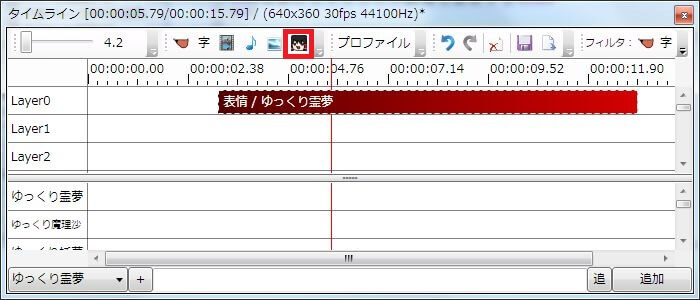 タイムライン [00:00:05.79/00:00:15.79] / (640x360 30fps 44100Hz)*
4.2 字 プロファイル フィルタ: 字
00:00:00.00 00:00:02.38 00:00:04.76 00:00:07.14 00:00:09.52 00:00:11.90
Layer0 表情 / ゆっくり霊夢
Layer1
Layer2
ゆっくり霊夢
ゆっくり魔理沙
ゆっくり霊夢 + 追 追加